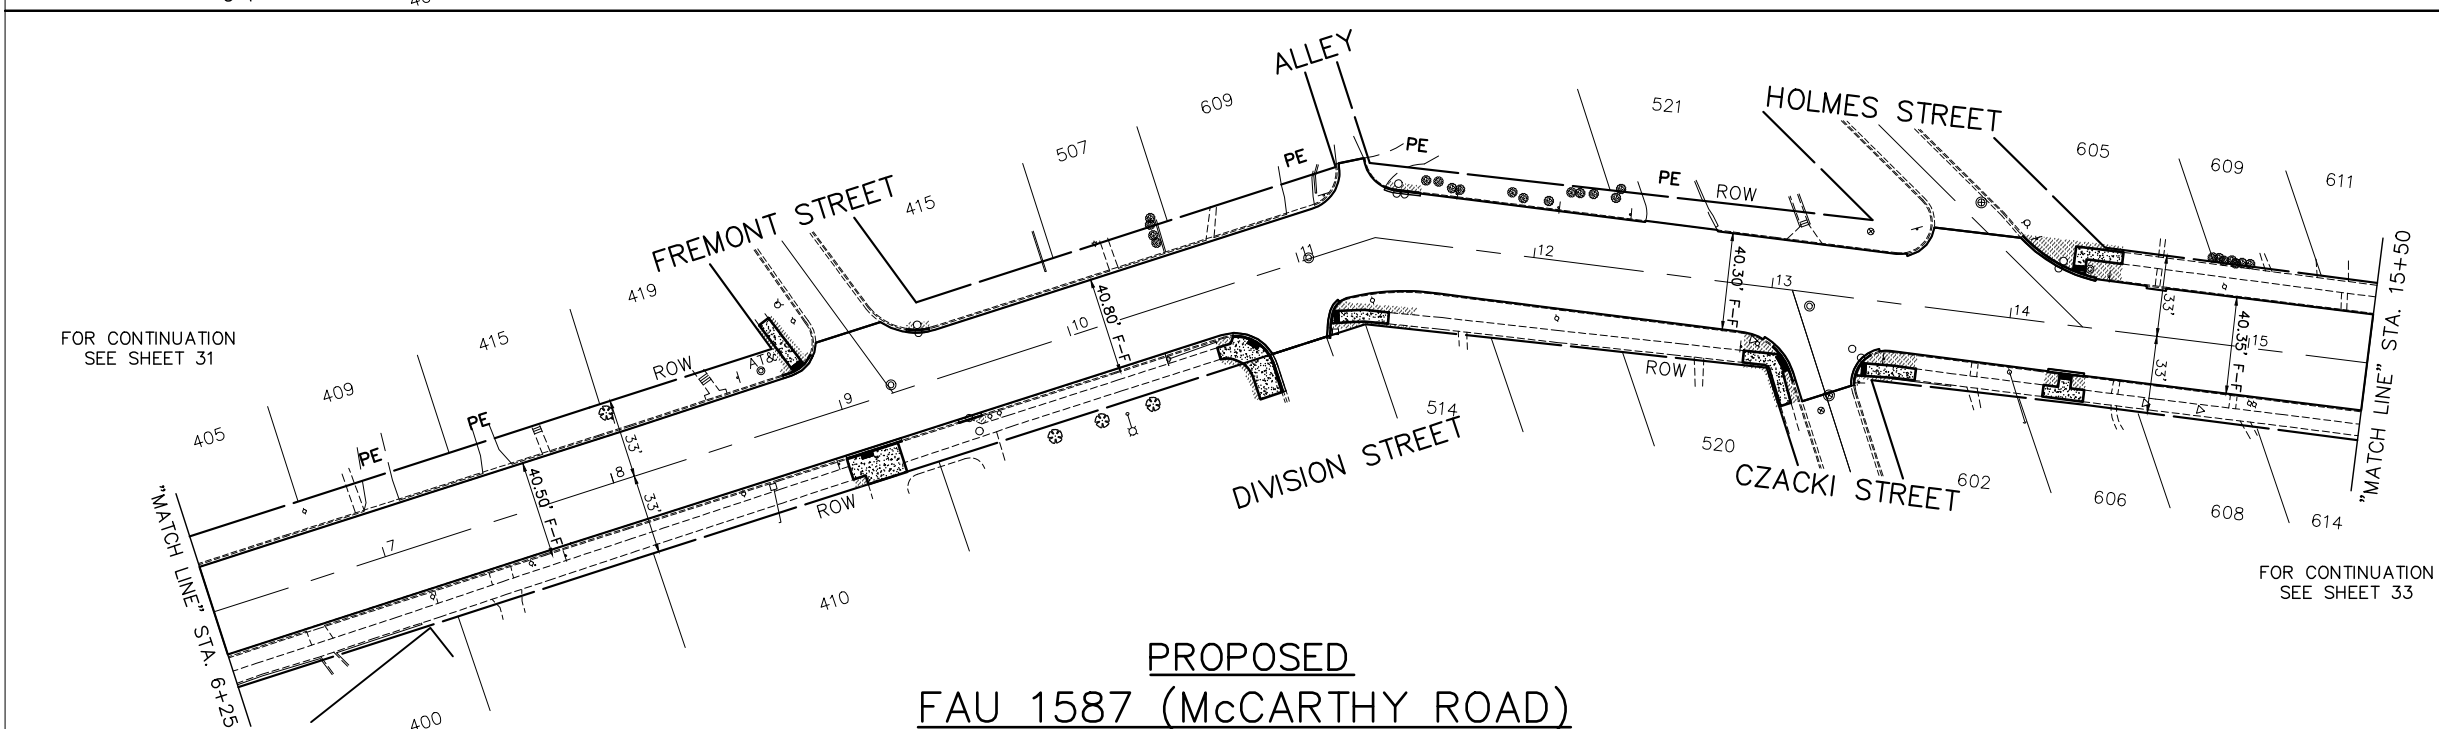 ALLEY
HOLMES STREET
FREMONT STREET
DIVISION STREET
CZACKI STREET
FOR CONTINUATION
SEE SHEET 31
405
409
415
419
415
507
609
521
605
609
611
PE
PE
PE
PE
PE
ROW
ROW
ROW
ROW
AT&
7
8
9
10
11
12
13
14
15
33'
33'
33'
33'
40.50' F-F
40.80' F-F
40.30' F-F
40.35' F-F
400
410
514
520
602
606
608
614
"MATCH LINE" STA. 6+25
"MATCH LINE" STA. 15+50
FOR CONTINUATION
SEE SHEET 33
PROPOSED
FAU 1587 (McCARTHY ROAD)